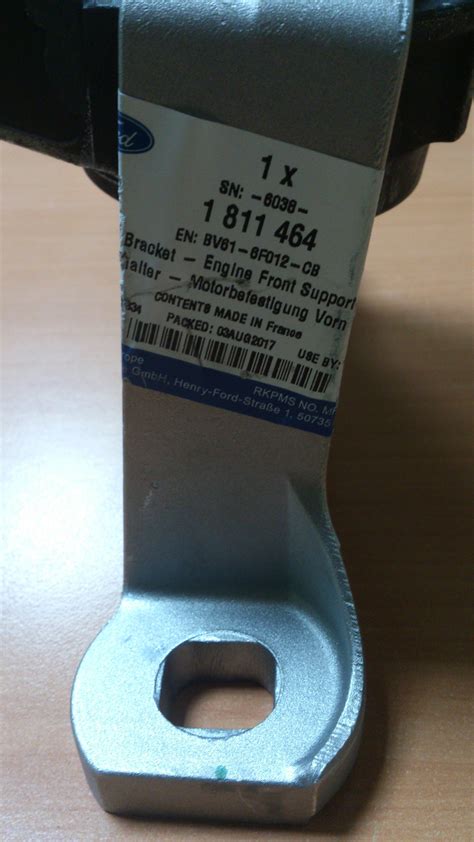 1 X
SN: -6038-
1 811 464
EN: BV61-6F012-CB
Bracket - Engine Front Support
Halter - Motorbefestigung Vorn
CONTENTS MADE IN France
PACKED: 03AUG2017 USE BY:
RKPMS NO.
GmbH, Henry-Ford-Straße 1, 50735